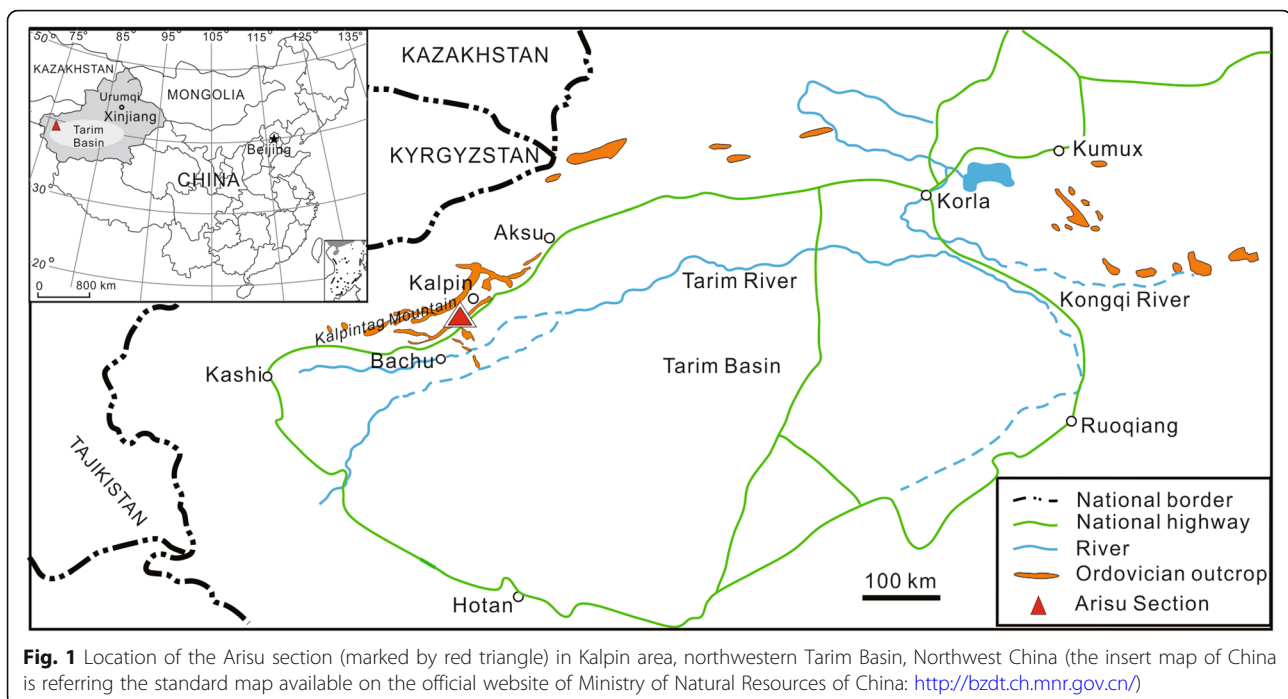 50°
75°
85°
95°
105°
115°
125°
135°
KAZAKHSTAN
MONGOLIA
Urumqi
Xinjiang
Tarim
Basin
Beijing
CHINA
30°
20°
0
800 km
KAZAKHSTAN
KYRGYZSTAN
Kumux
Korla
Aksu
Kalpin
Kalpintag Mountain
Tarim River
Kongqi River
Bachu
Tarim Basin
Kashi
Ruoqiang
TAJIKISTAN
Hotan
100 km
National border
National highway
River
Ordovician outcrop
Arisu Section
Fig. 1 Location of the Arisu section (marked by red triangle) in Kalpin area, northwestern Tarim Basin, Northwest China (the insert map of China
is referring the standard map available on the official website of Ministry of Natural Resources of China: http://bzdt.ch.mnr.gov.cn/)